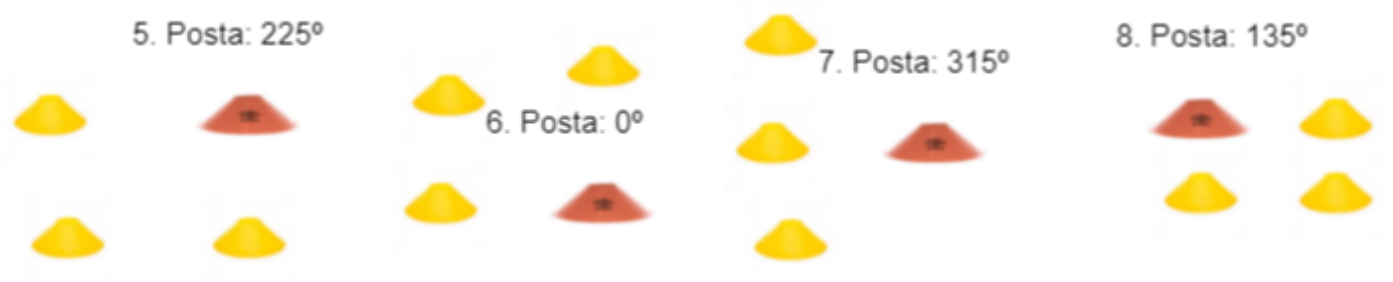 5. Posta: 225º
6. Posta: 0º
7. Posta: 315º
8. Posta: 135º